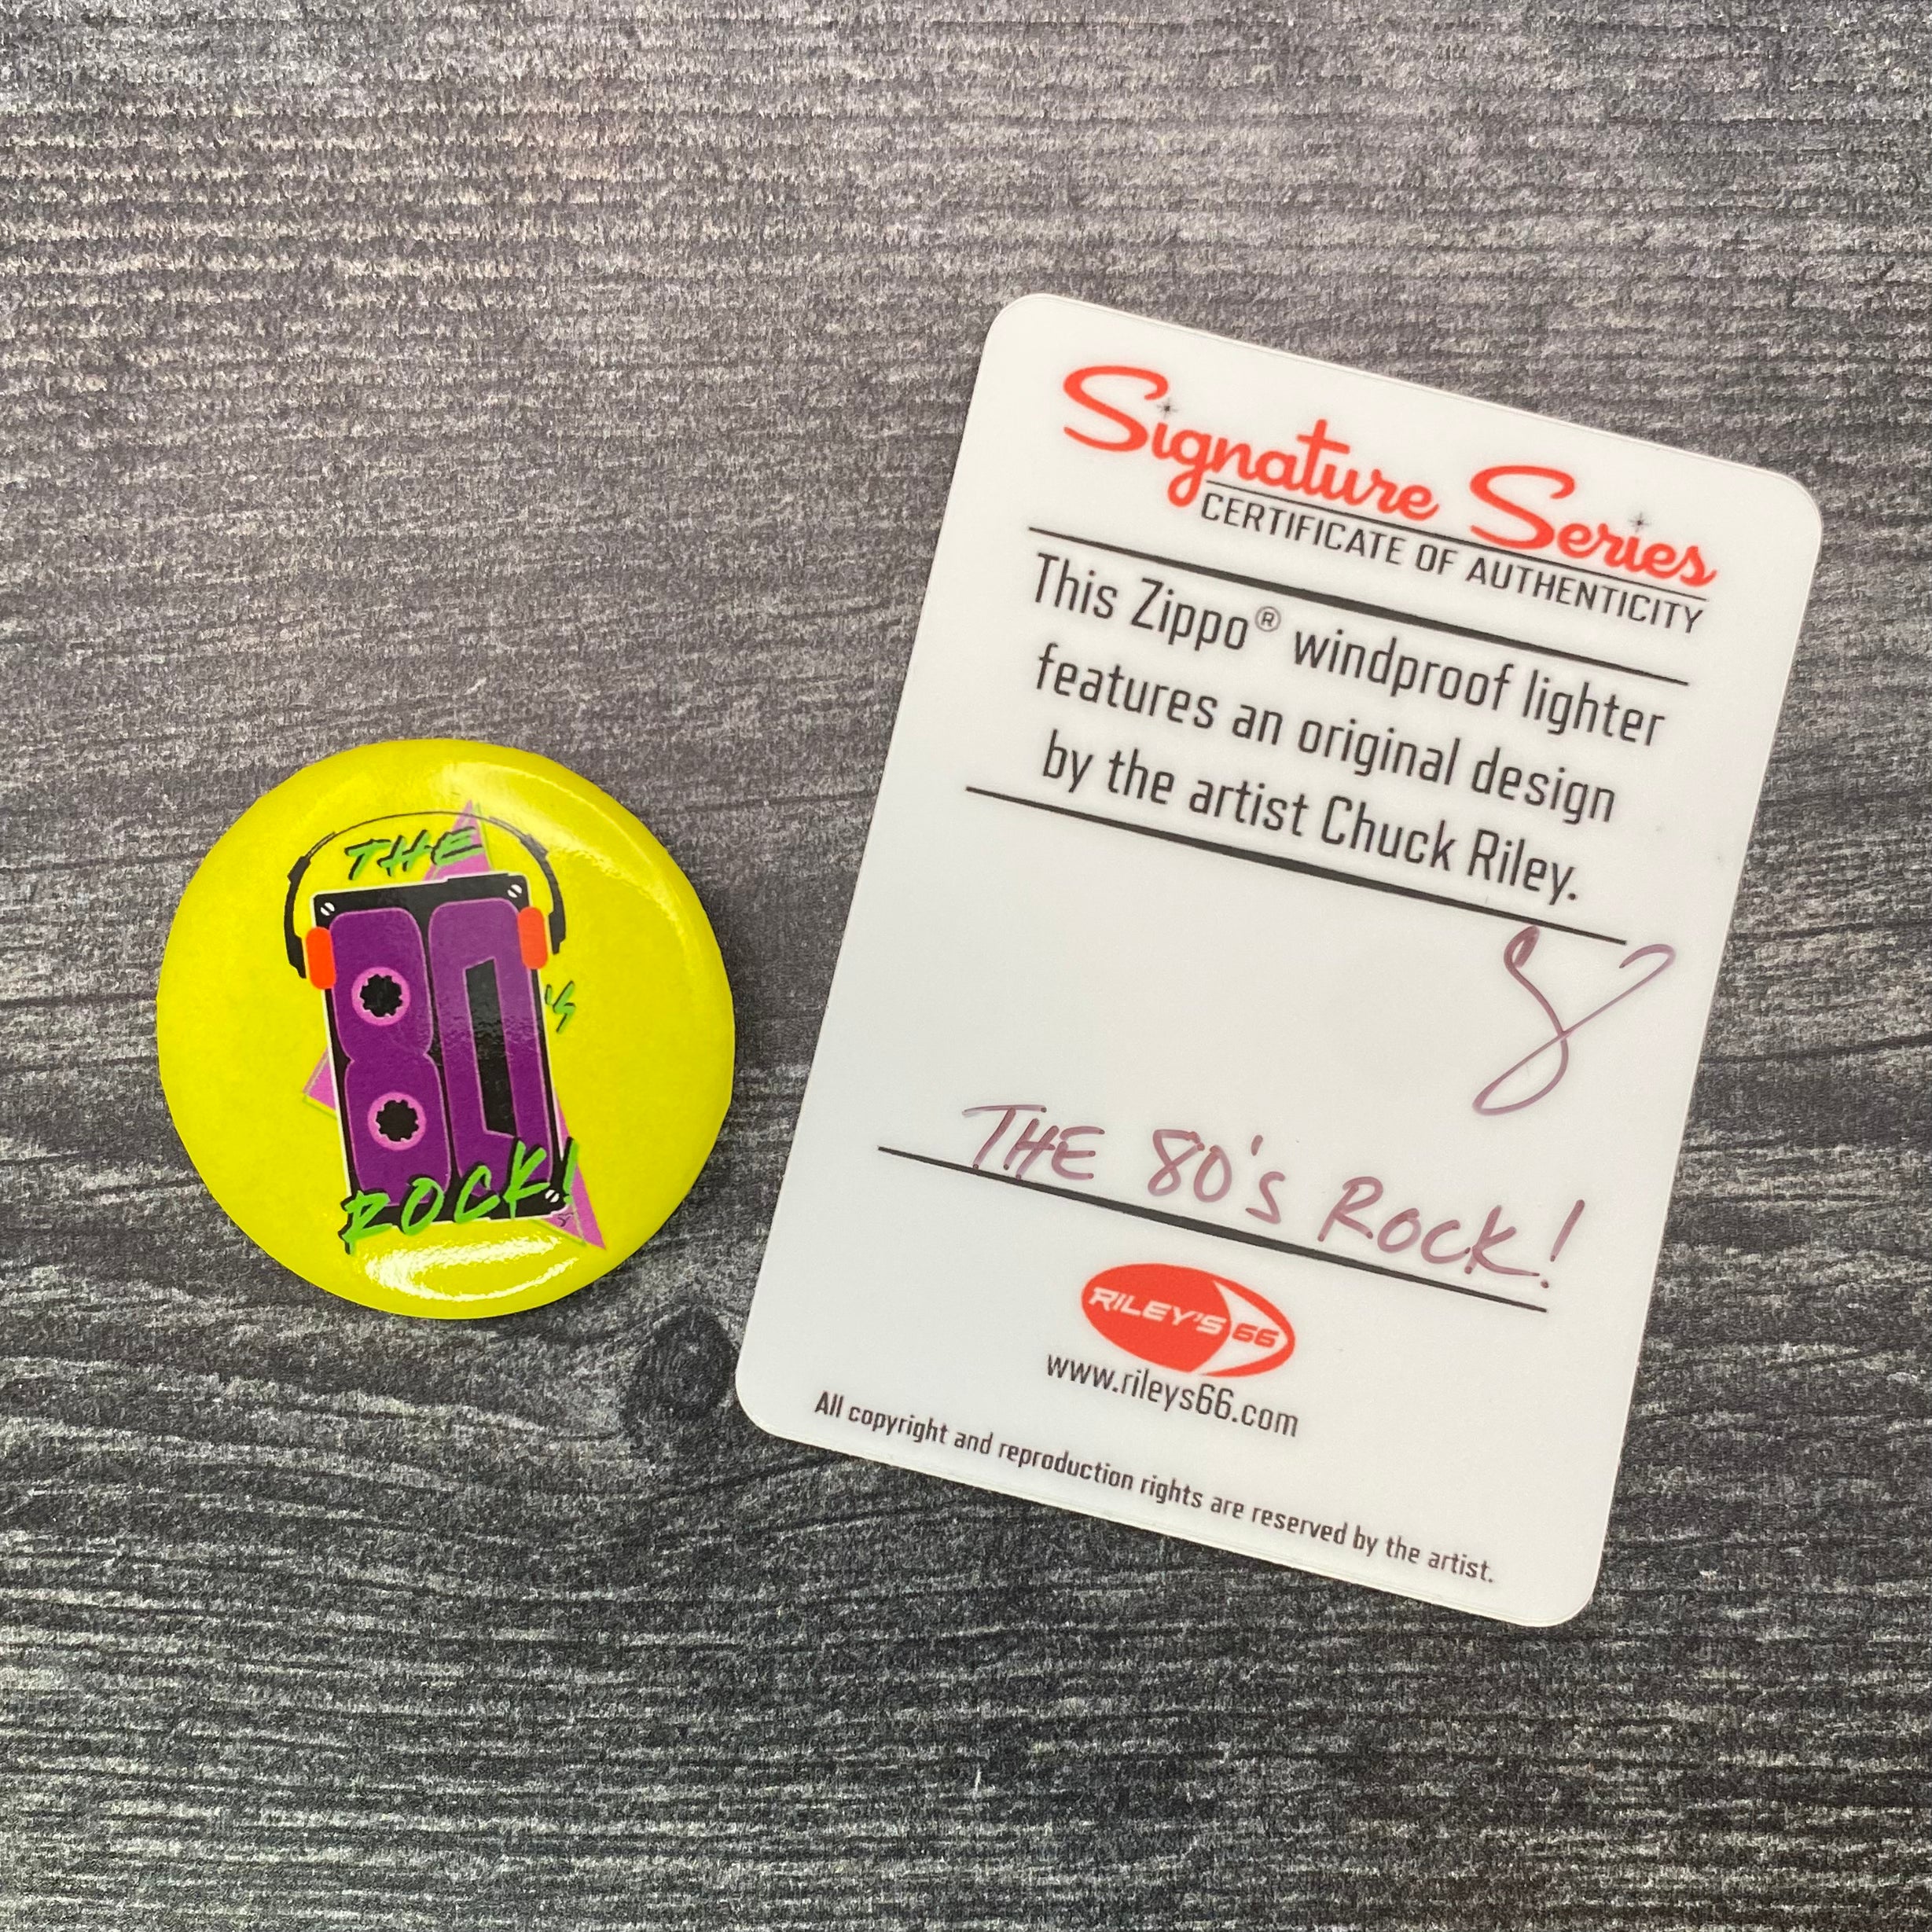 THE
80's
ROCK!
Signature Series
CERTIFICATE OF AUTHENTICITY
This Zippo® windproof lighter
features an original design
by the artist Chuck Riley.
THE 80's ROCK!
RILEY'S 66
www.rileys66.com
All copyright and reproduction rights are reserved by the artist.